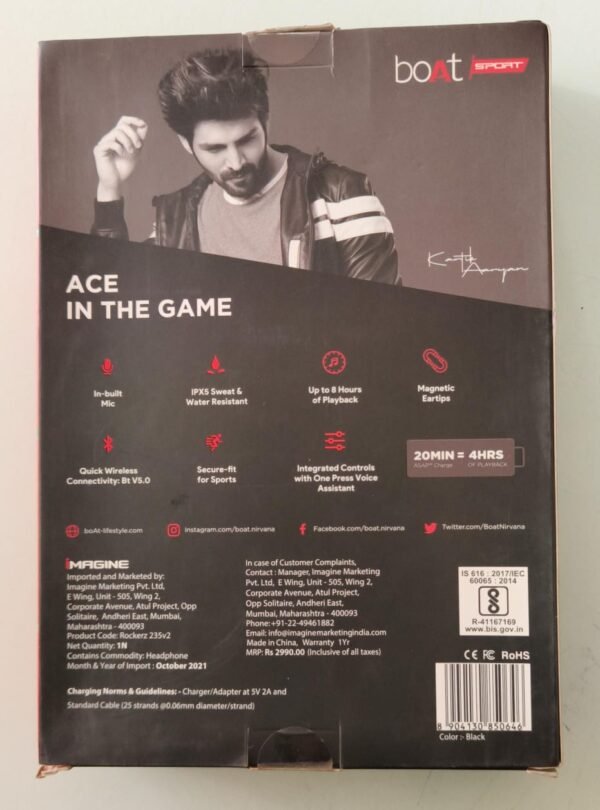 boAt SPORT
Kartik Aaryan
ACE
IN THE GAME
In-built
Mic
IPX5 Sweat &
Water Resistant
Up to 8 Hours
of Playback
Magnetic
Eartips
Quick Wireless
Connectivity: Bt V5.0
Secure-fit
for Sports
Integrated Controls
with One Press Voice
Assistant
20MIN = 4HRS
ASAP™ Charge OF PLAYBACK
boAt-lifestyle.com
Instagram.com/boat.nirvana
Facebook.com/boat.nirvana
Twitter.com/BoatNirvana
IMAGINE
Imported and Marketed by:
Imagine Marketing Pvt. Ltd,
E Wing, Unit - 505, Wing 2,
Corporate Avenue, Atul Project, Opp
Solitaire, Andheri East, Mumbai,
Maharashtra - 400093
Product Code: Rockerz 235v2
Net Quantity: 1N
Contains Commodity: Headphone
Month & Year of Import : October 2021
In case of Customer Complaints,
Contact : Manager, Imagine Marketing
Pvt. Ltd, E Wing, Unit - 505, Wing 2,
Corporate Avenue, Atul Project,
Opp Solitaire, Andheri East,
Mumbai, Maharashtra - 400093
Phone:+91-22-49461882
Email: info@imaginemarketingindia.com
Made in China, Warranty 1Yr
MRP: Rs 2990.00 (Inclusive of all taxes)
Charging Norms & Guidelines: - Charger/Adapter at 5V 2A and
Standard Cable (25 strands @0.06mm diameter/strand)
IS 616 : 2017/IEC
60065 : 2014
R-41167169
www.bis.gov.in
CE FC RoHS
8 904130 850646
Color :- Black